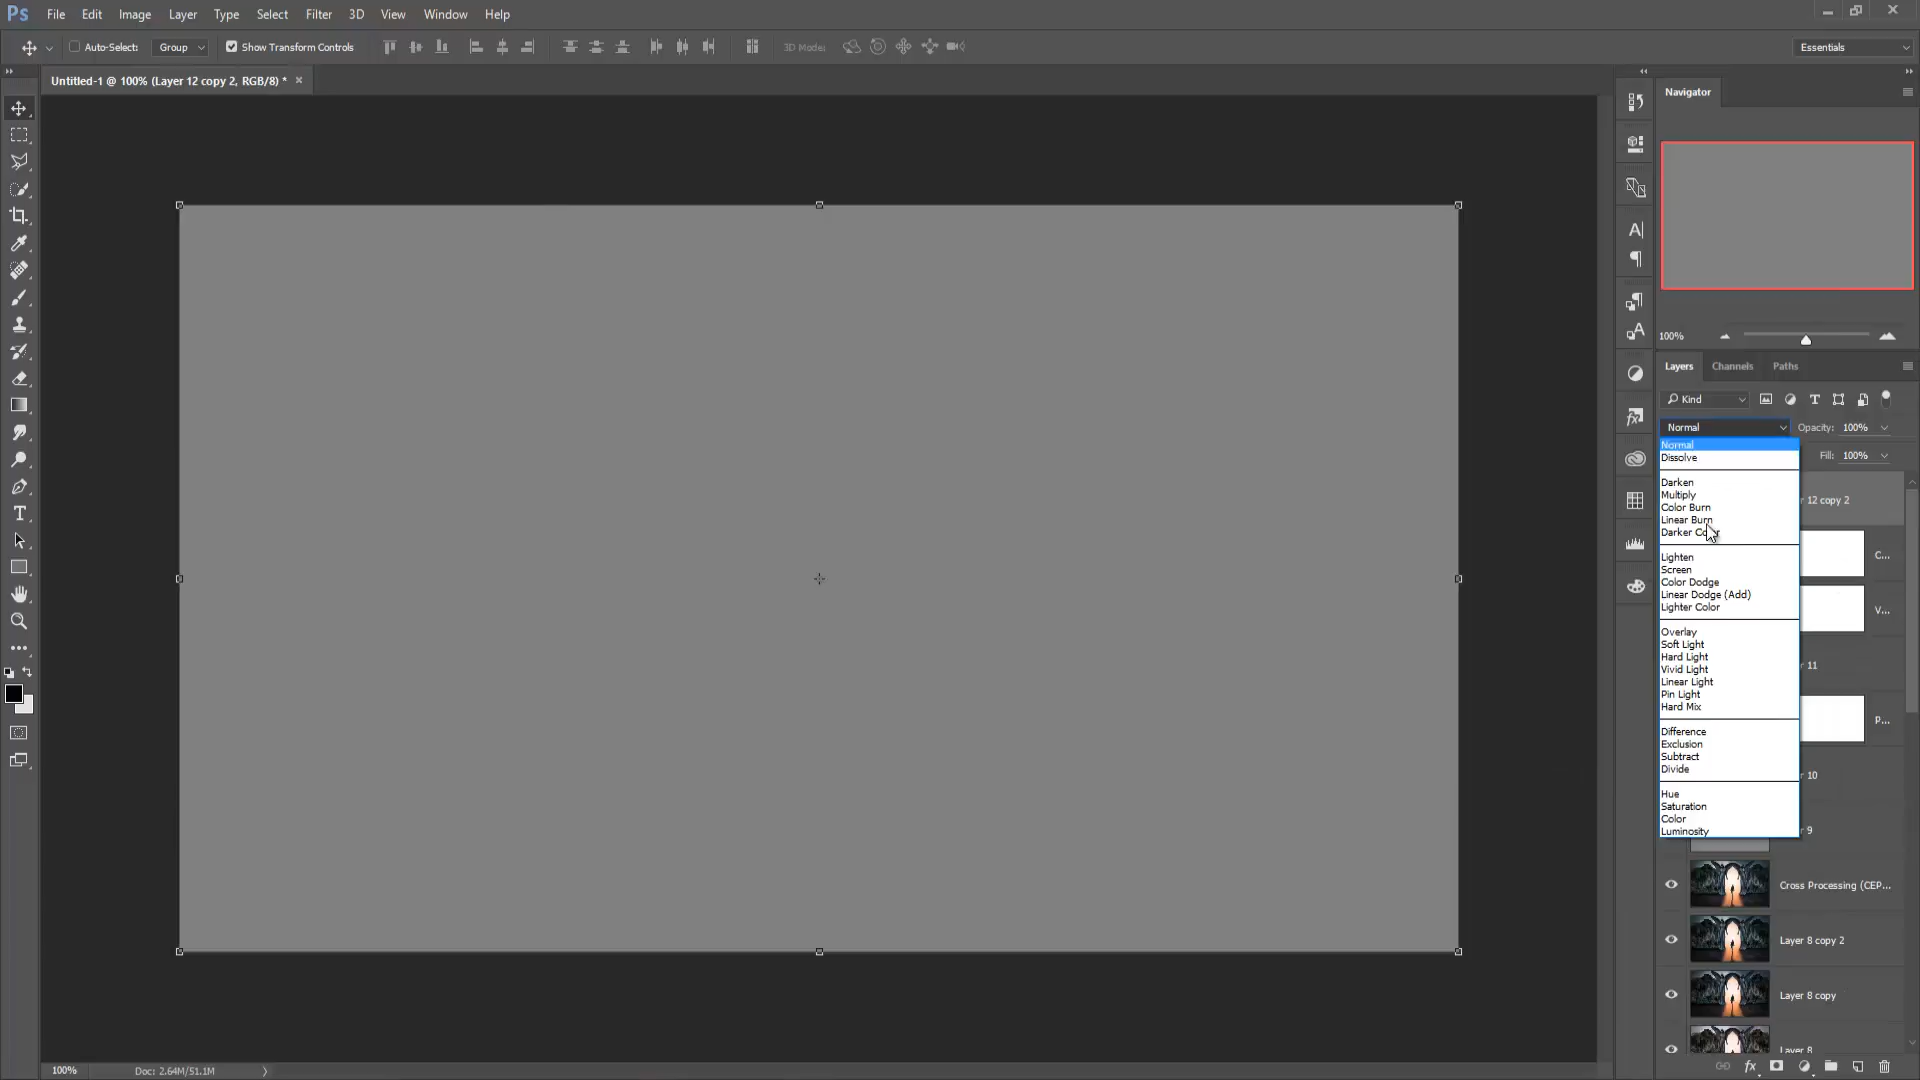 Ps File Edit Image Layer Type Select Filter 3D View Window Help
Auto-Select: Group Show Transform Controls 3D Mode: Essentials
Untitled-1 @ 100% (Layer 12 copy 2, RGB/8) *
Navigator
100%
Layers Channels Paths
Kind
Normal Opacity: 100%
Normal
Dissolve
Fill: 100%
Darken
Multiply
Color Burn
Linear Burn
Darker
Lighten
Screen
Color Dodge
Linear Dodge (Add)
Lighter Color
Overlay
Soft Light
Hard Light
Vivid Light
Linear Light
Pin Light
Hard Mix
Difference
Exclusion
Subtract
Divide
Hue
Saturation
Color
Luminosity
r 12 copy 2
C...
V...
r 11
P...
r 10
r 9
Cross Processing (CEP...
Layer 8 copy 2
Layer 8 copy
Layer 8
100% Doc: 2.64M/51.1M